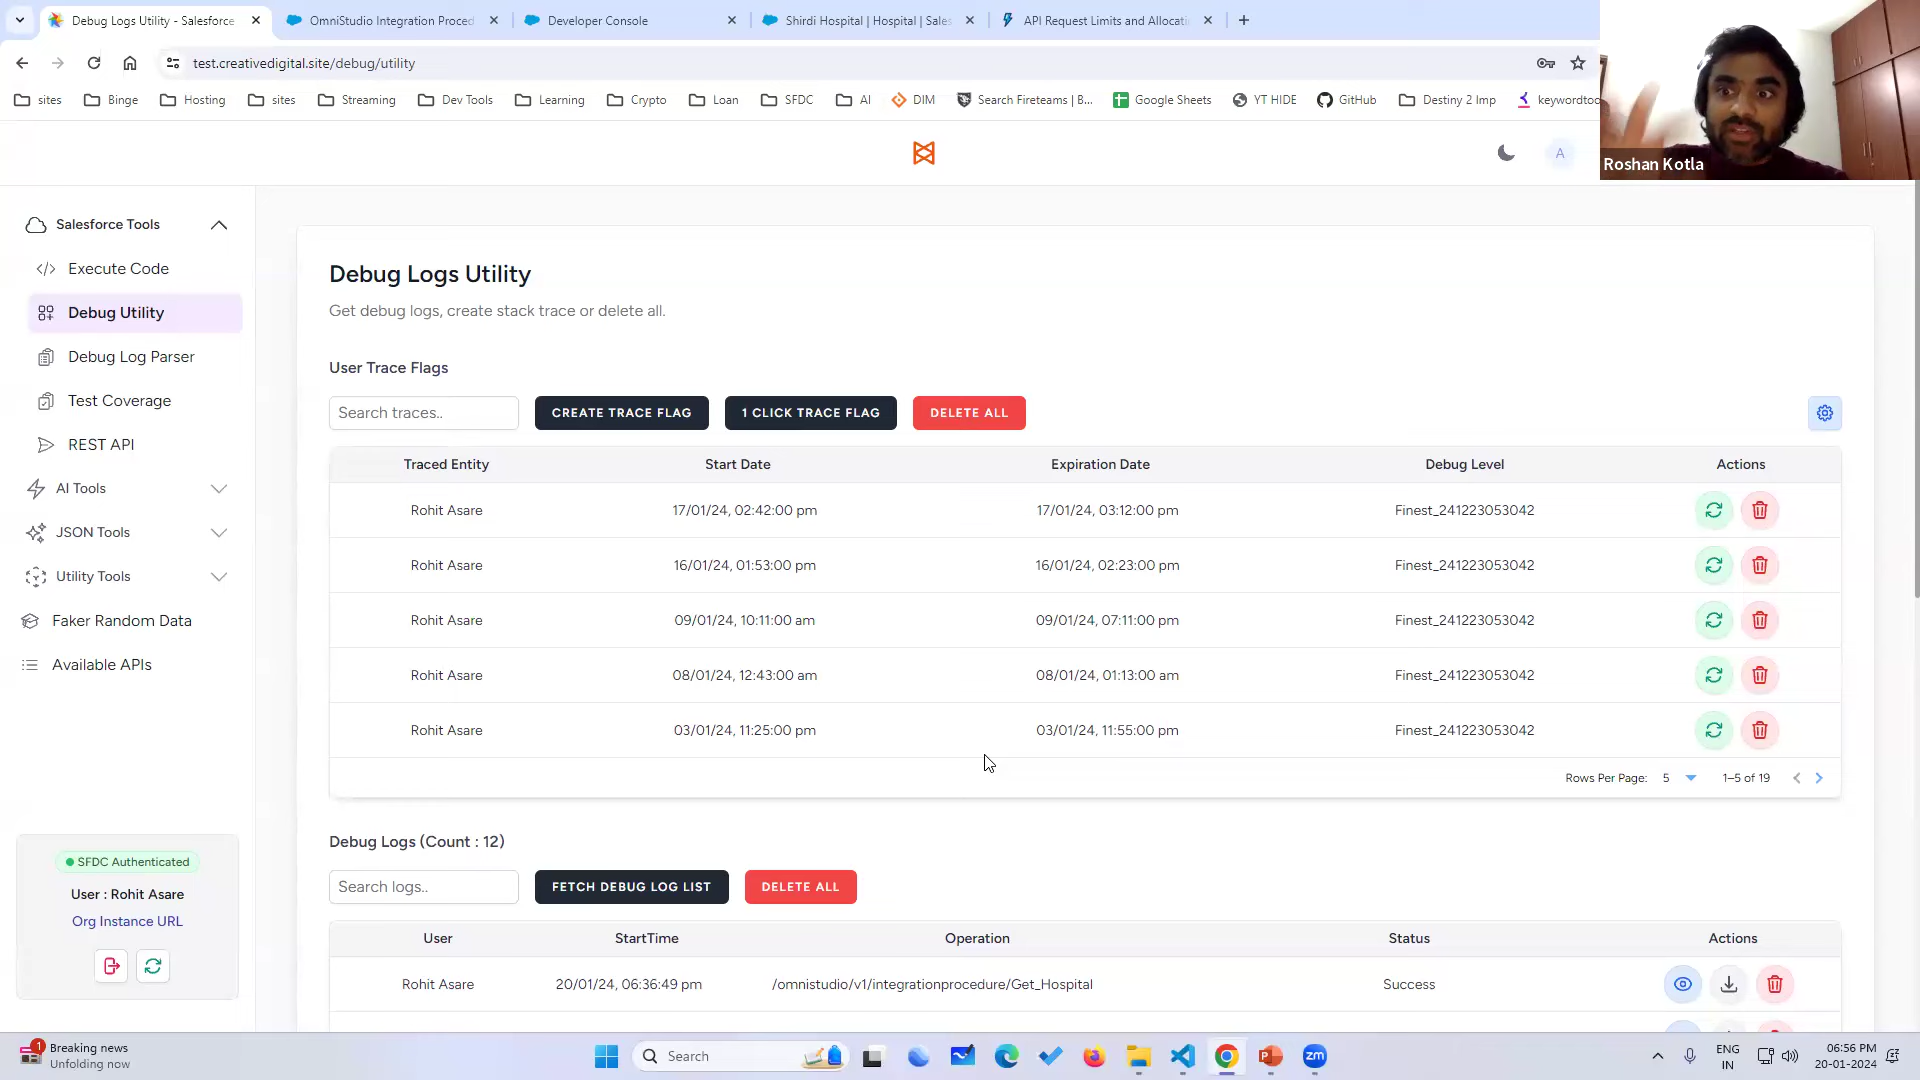 Debug Logs Utility - Salesforce
OmniStudio Integration Proced
Developer Console
Shirdi Hospital | Hospital | Sales
API Request Limits and Allocati
test.creativedigital.site/debug/utility
sites
Binge
Hosting
sites
Streaming
Dev Tools
Learning
Crypto
Loan
SFDC
AI
DIM
Search Fireteams | B...
Google Sheets
YT HIDE
GitHub
Destiny 2 Imp
keywordtoo
A
Roshan Kotla
Salesforce Tools
Execute Code
Debug Utility
Debug Log Parser
Test Coverage
REST API
AI Tools
JSON Tools
Utility Tools
Faker Random Data
Available APIs
SFDC Authenticated
User : Rohit Asare
Org Instance URL
Debug Logs Utility
Get debug logs, create stack trace or delete all.
User Trace Flags
Search traces..
CREATE TRACE FLAG
1 CLICK TRACE FLAG
DELETE ALL
Traced Entity Start Date Expiration Date Debug Level Actions
Rohit Asare 17/01/24, 02:42:00 pm 17/01/24, 03:12:00 pm Finest_241223053042
Rohit Asare 16/01/24, 01:53:00 pm 16/01/24, 02:23:00 pm Finest_241223053042
Rohit Asare 09/01/24, 10:11:00 am 09/01/24, 07:11:00 pm Finest_241223053042
Rohit Asare 08/01/24, 12:43:00 am 08/01/24, 01:13:00 am Finest_241223053042
Rohit Asare 03/01/24, 11:25:00 pm 03/01/24, 11:55:00 pm Finest_241223053042
Rows Per Page: 5 1–5 of 19
Debug Logs (Count : 12)
Search logs..
FETCH DEBUG LOG LIST
DELETE ALL
User StartTime Operation Status Actions
Rohit Asare 20/01/24, 06:36:49 pm /omnistudio/v1/integrationprocedure/Get_Hospital Success
1
Breaking news
Unfolding now
Search
zm
ENG
IN
06:56 PM
20-01-2024